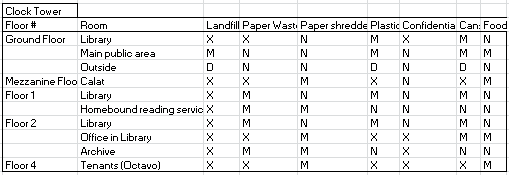 Clock Tower
Floor # Room Landfill Paper Wast Paper shredde Plastic Confidentia Can: Food
Ground Floor Library X X N M X M N
Main public area M N N M N M N
Outside D N N D N D N
Mezzanine Floo Calat X X M X N X M
Floor 1 Library X M M M N M N
Homebound reading servic X X M N N N N
Floor 2 Library X M M M N M N
Office in Library X X M X X X M
Archive X M M N X M N
Floor 4 Tenants (Octavo) X X M X X X M